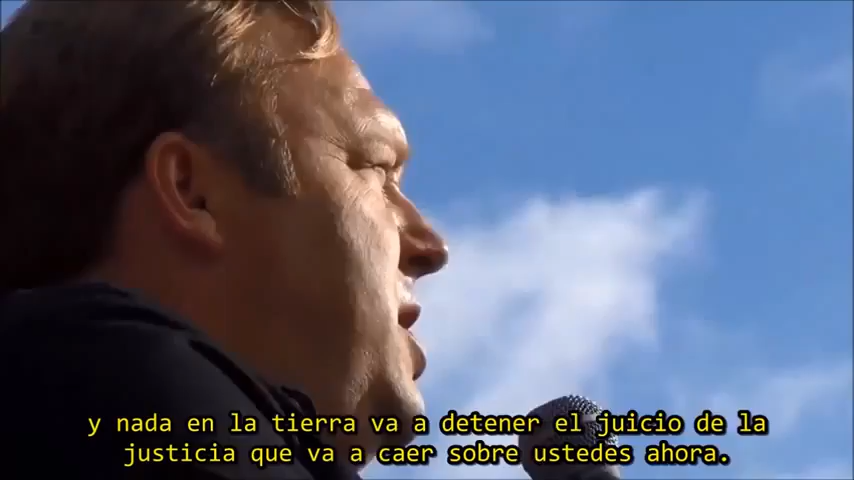 y nada en la tierra va a detener el juicio de la
justicia que va a caer sobre ustedes ahora.